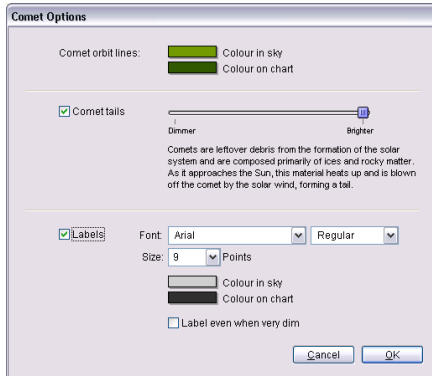 Comet Options
Comet orbit lines:
Colour in sky
Colour on chart
Comet tails
Dimmer Brighter
Comets are leftover debris from the formation of the solar
system and are composed primarily of ices and rocky matter.
As it approaches the Sun, this material heats up and is blown
off the comet by the solar wind, forming a tail.
Labels Font: Arial Regular
Size: 9 Points
Colour in sky
Colour on chart
Label even when very dim
Cancel OK